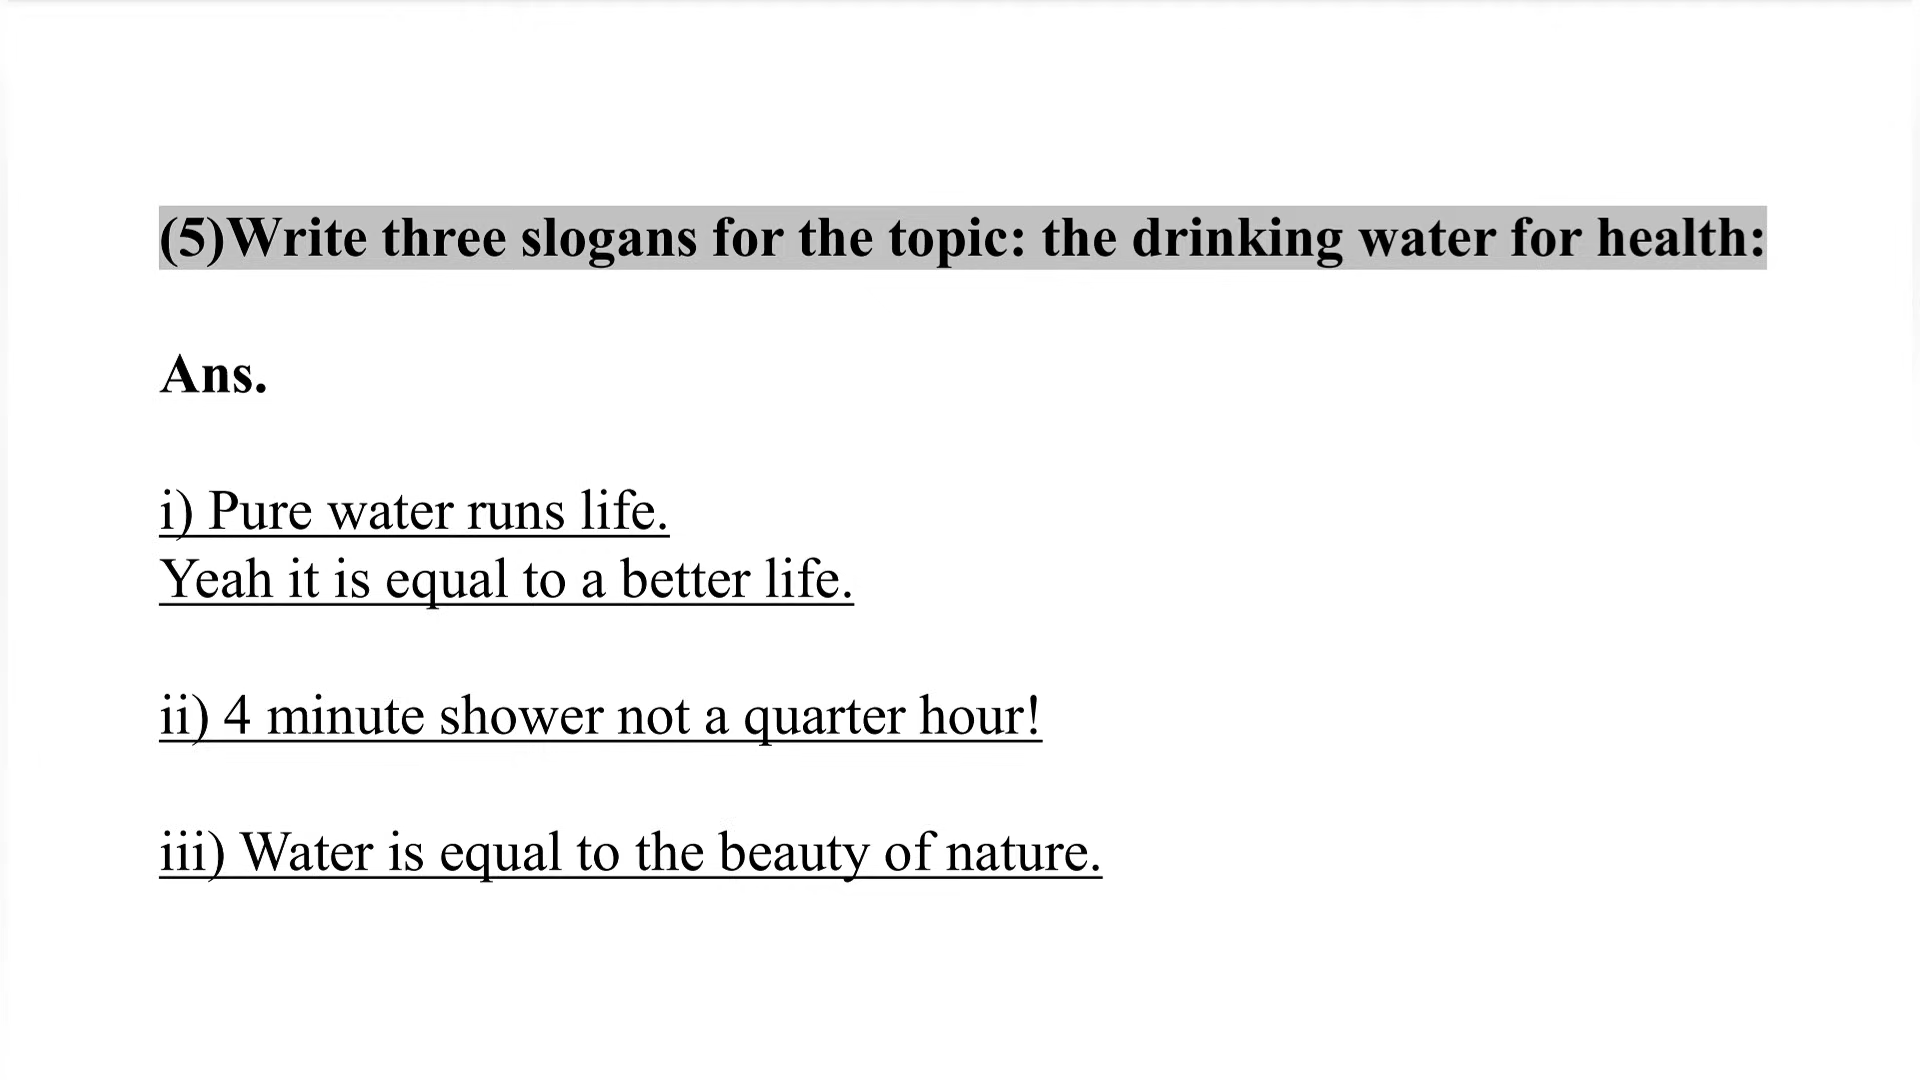 (5)Write three slogans for the topic: the drinking water for health:
Ans.
i) Pure water runs life.
Yeah it is equal to a better life.
ii) 4 minute shower not a quarter hour!
iii) Water is equal to the beauty of nature.